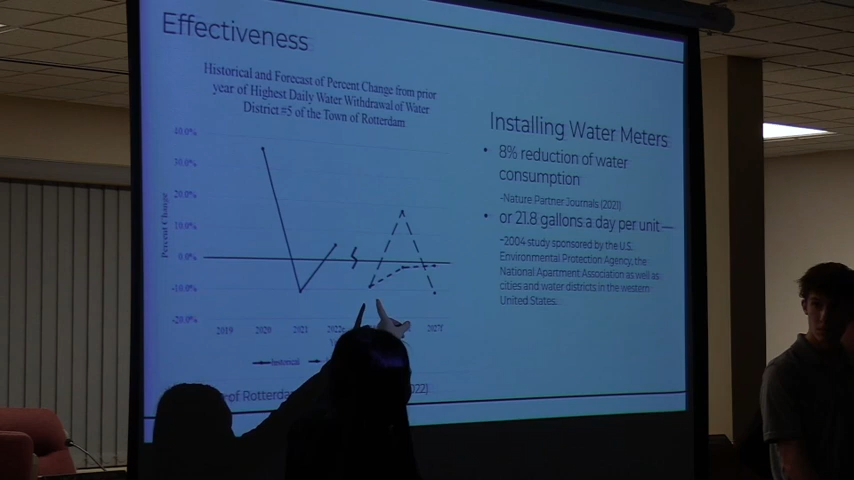 Effectiveness
Historical and Forecast of Percent Change from prior
year of Highest Daily Water Withdrawal of Water
District #5 of the Town of Rotterdam
40.0%
30.0%
20.0%
10.0%
0.0%
-10.0%
-20.0%
Percent Change
2019 2020 2021 2022
historical
of Rotterda 022)
Installing Water Meters
• 8% reduction of water
consumption
~Nature Partner Journals (2021)
• or 21.8 gallons a day per unit—
~2004 study sponsored by the U.S.
Environmental Protection Agency, the
National Apartment Association as well as
cities and water districts in the western
United States.